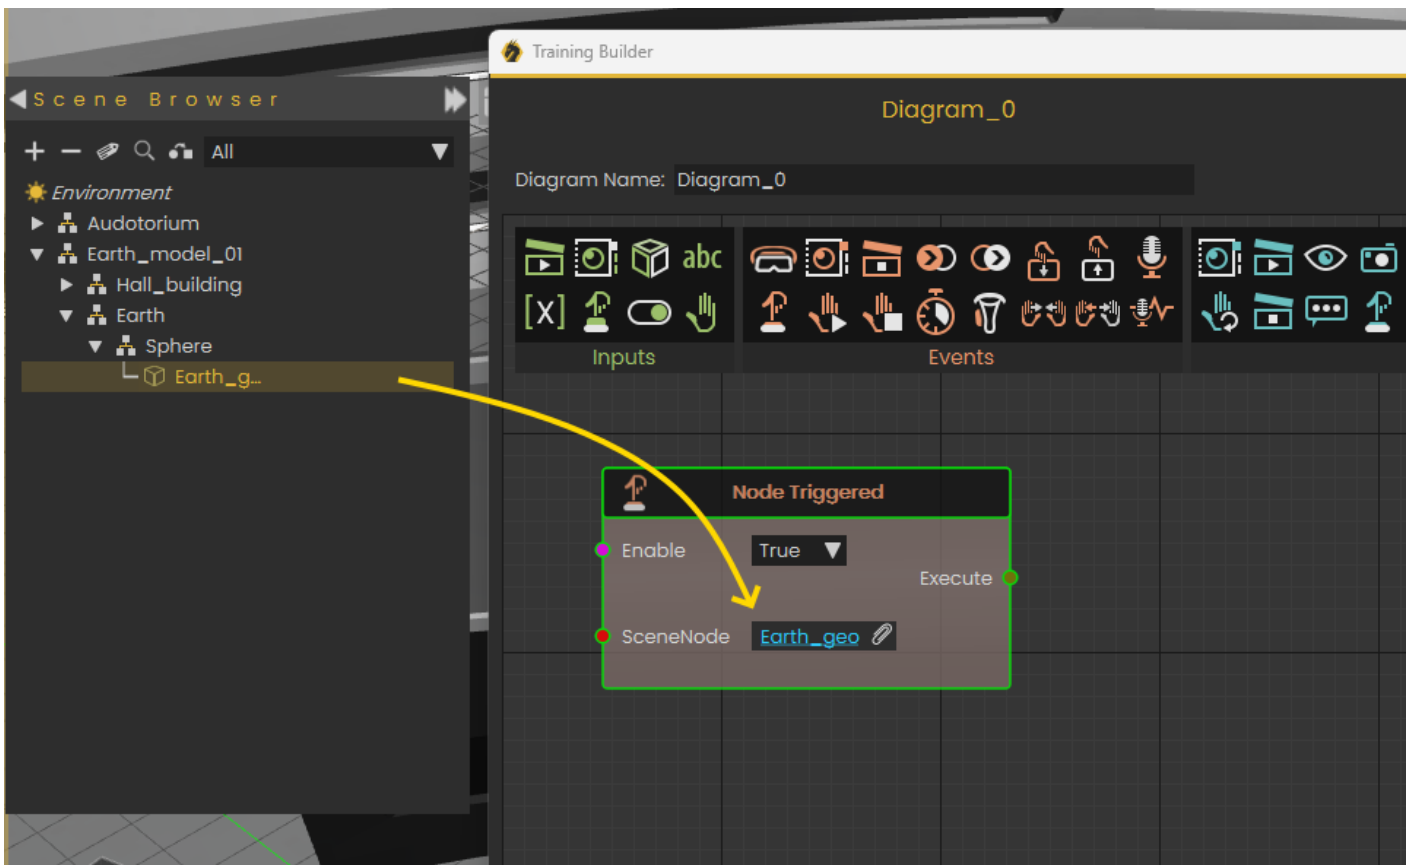 Training Builder
Scene Browser
Diagram_0
All
Diagram Name: Diagram_0
Environment
Audotorium
Earth_model_01
Hall_building
Earth
Sphere
Earth_g...
abc
[x]
Inputs
Events
Node Triggered
Enable
True
Execute
SceneNode
Earth_geo